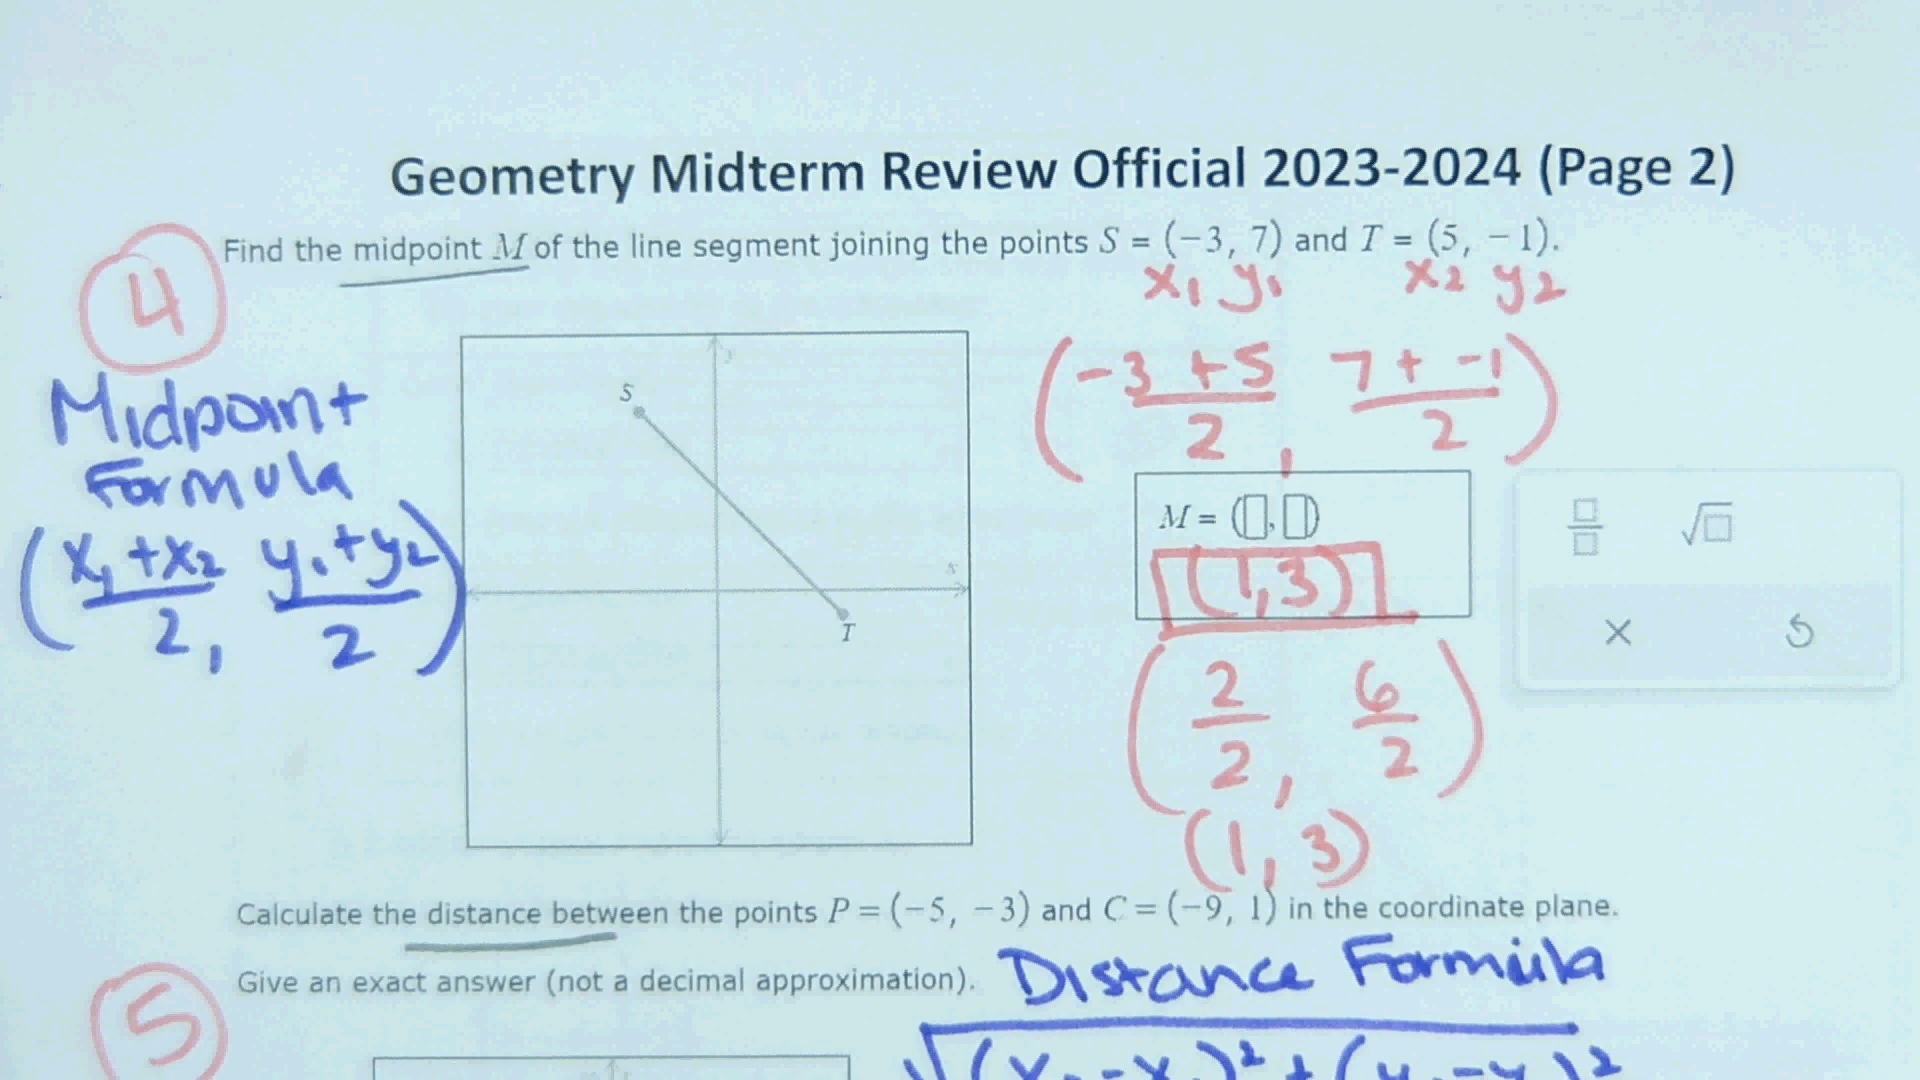 Geometry Midterm Review Official 2023-2024 (Page 2)
4
Find the midpoint M of the line segment joining the points S = (−3, 7) and T = (5, −1).
x₁ y₁ x₂ y₂
Midpoint
Formula
(x₁+x₂/2, y₁+y₂/2)
S
y
x
T
(-3+5/2, 7+-1/2)
M = (▯,▯)
(1,3)
(2/2, 6/2)
(1, 3)
▯/▯ √▯
× ↺
Calculate the distance between the points P = (−5, −3) and C = (−9, 1) in the coordinate plane.
5
Give an exact answer (not a decimal approximation).
Distance Formula